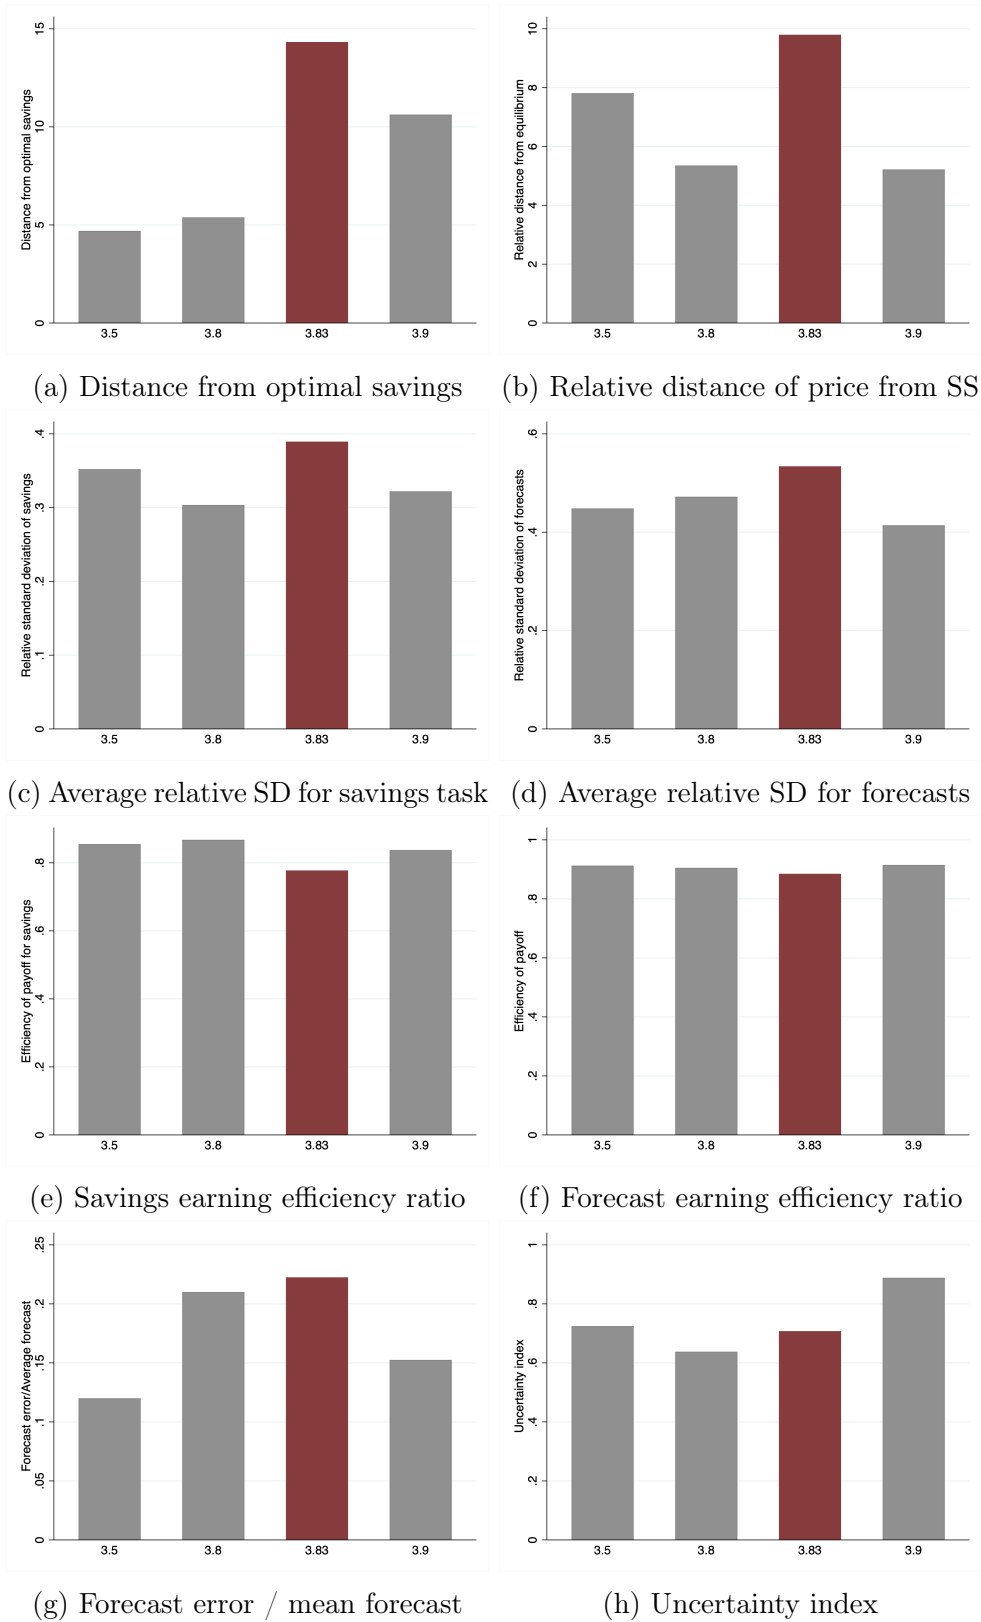 Distance from optimal savings
15
10
5
0
3.5 3.8 3.83 3.9
(a) Distance from optimal savings
Relative distance from equilibrium
10
8
6
4
2
0
3.5 3.8 3.83 3.9
(b) Relative distance of price from SS
Relative standard deviation of savings
.4
.3
.2
.1
0
3.5 3.8 3.83 3.9
(c) Average relative SD for savings task
Relative standard deviation of forecasts
.6
.4
.2
0
3.5 3.8 3.83 3.9
(d) Average relative SD for forecasts
Efficiency of payoff for savings
.8
.6
.4
.2
0
3.5 3.8 3.83 3.9
(e) Savings earning efficiency ratio
Efficiency of payoff
1
.8
.6
.4
.2
0
3.5 3.8 3.83 3.9
(f) Forecast earning efficiency ratio
Forecast error/Average forecast
.25
.2
.15
.1
.05
0
3.5 3.8 3.83 3.9
(g) Forecast error / mean forecast
Uncertainty index
1
.8
.6
.4
.2
0
3.5 3.8 3.83 3.9
(h) Uncertainty index